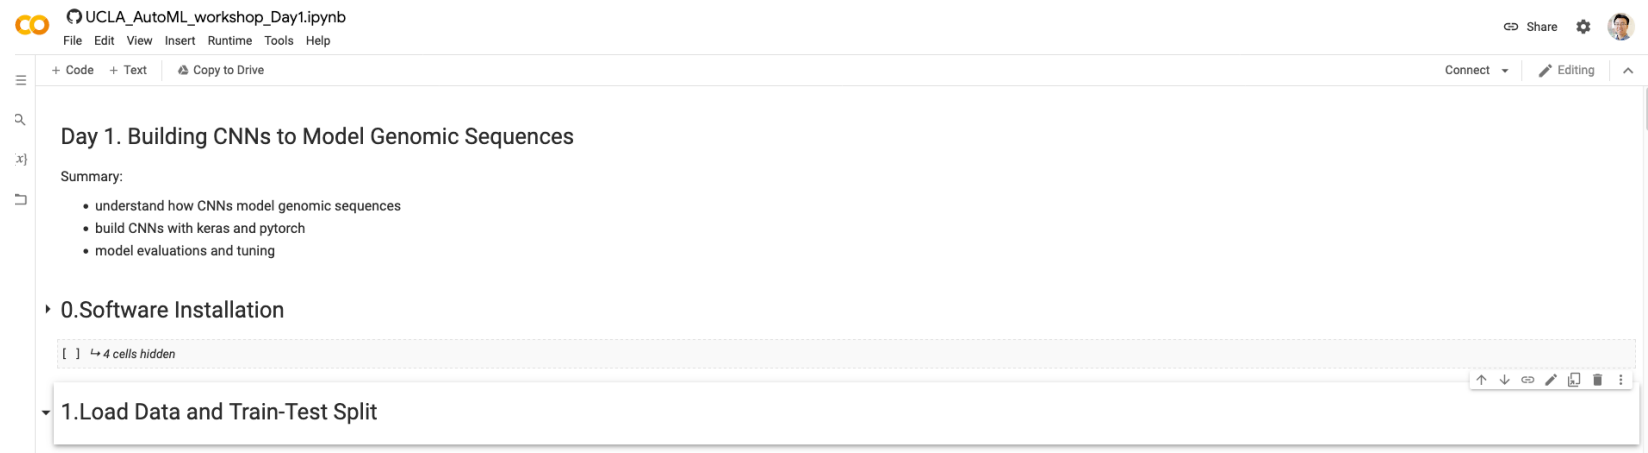 UCLA_AutoML_workshop_Day1.ipynb
File Edit View Insert Runtime Tools Help
Share
+ Code + Text Copy to Drive
Connect Editing
Day 1. Building CNNs to Model Genomic Sequences
Summary:
• understand how CNNs model genomic sequences
• build CNNs with keras and pytorch
• model evaluations and tuning
0.Software Installation
[ ] ↳ 4 cells hidden
1.Load Data and Train-Test Split
{x}